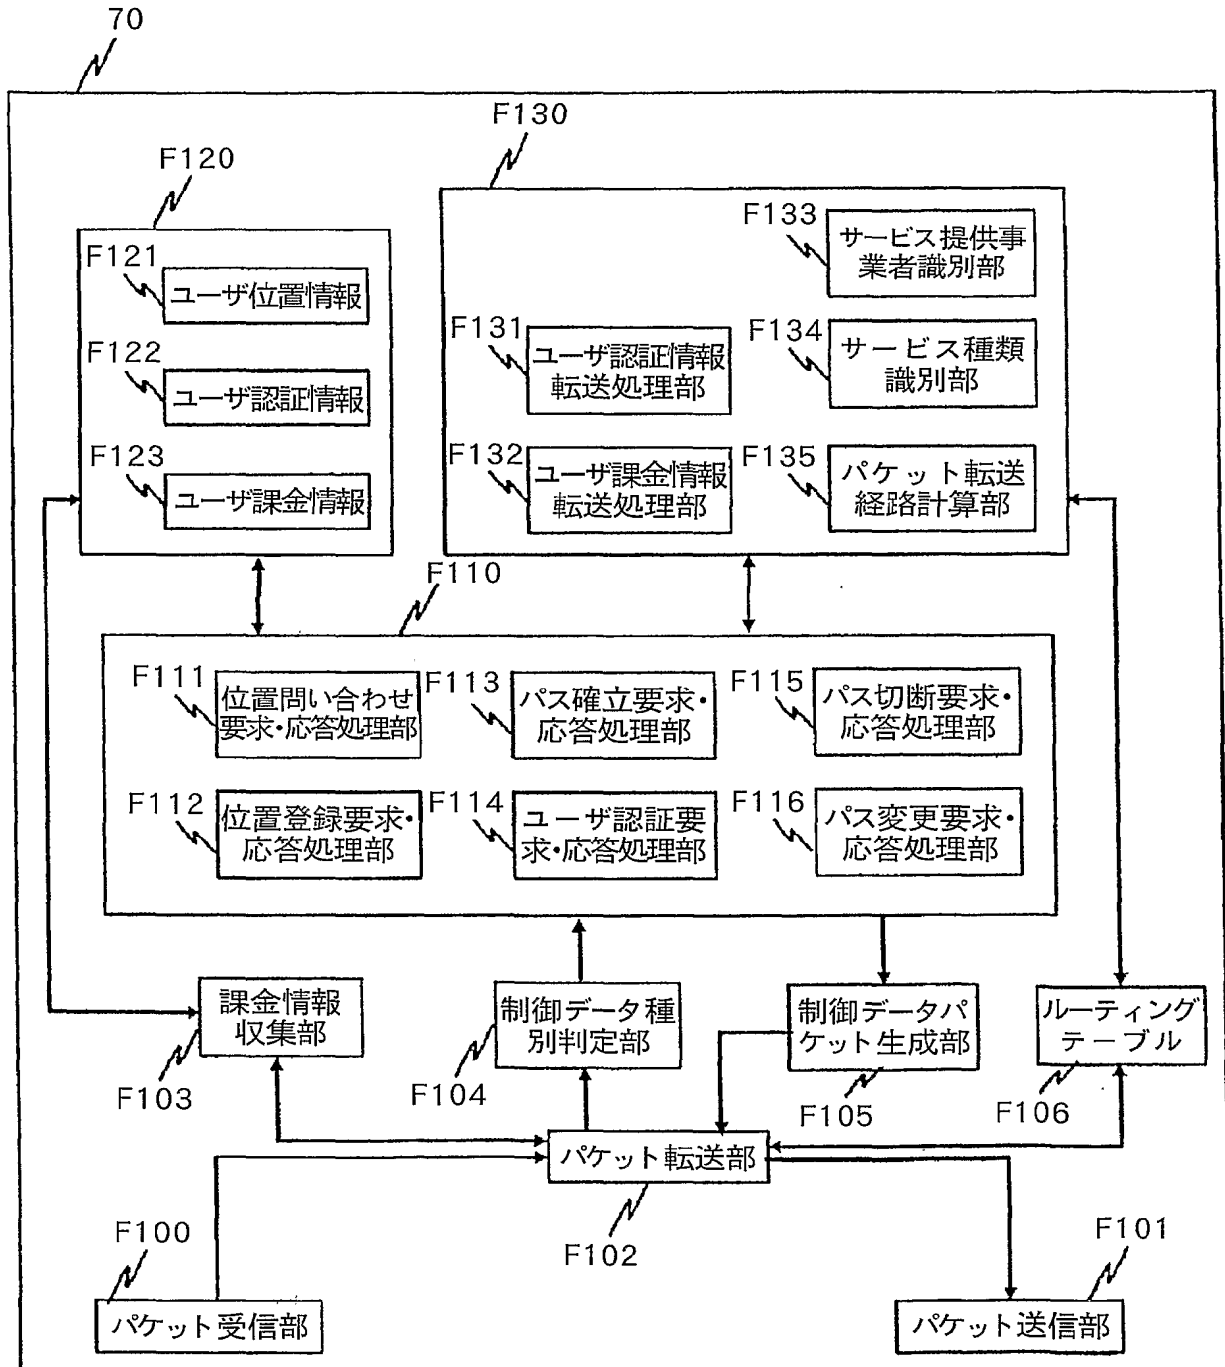 70
F120
F130
F121
ユーザ位置情報
F122
ユーザ認証情報
F123
ユーザ課金情報
F133
サービス提供事
業者識別部
F131
ユーザ認証情報
転送処理部
F134
サービス種類
識別部
F132
ユーザ課金情報
転送処理部
F135
パケット転送
経路計算部
F110
F111
位置問い合わせ
要求・応答処理部
F113
パス確立要求・
応答処理部
F115
パス切断要求・
応答処理部
F112
位置登録要求・
応答処理部
F114
ユーザ認証要
求・応答処理部
F116
パス変更要求・
応答処理部
課金情報
収集部
F103
制御データ種
別判定部
F104
制御データパ
ケット生成部
F105
ルーティング
テーブル
F106
パケット転送部
F102
F100
パケット受信部
F101
パケット送信部